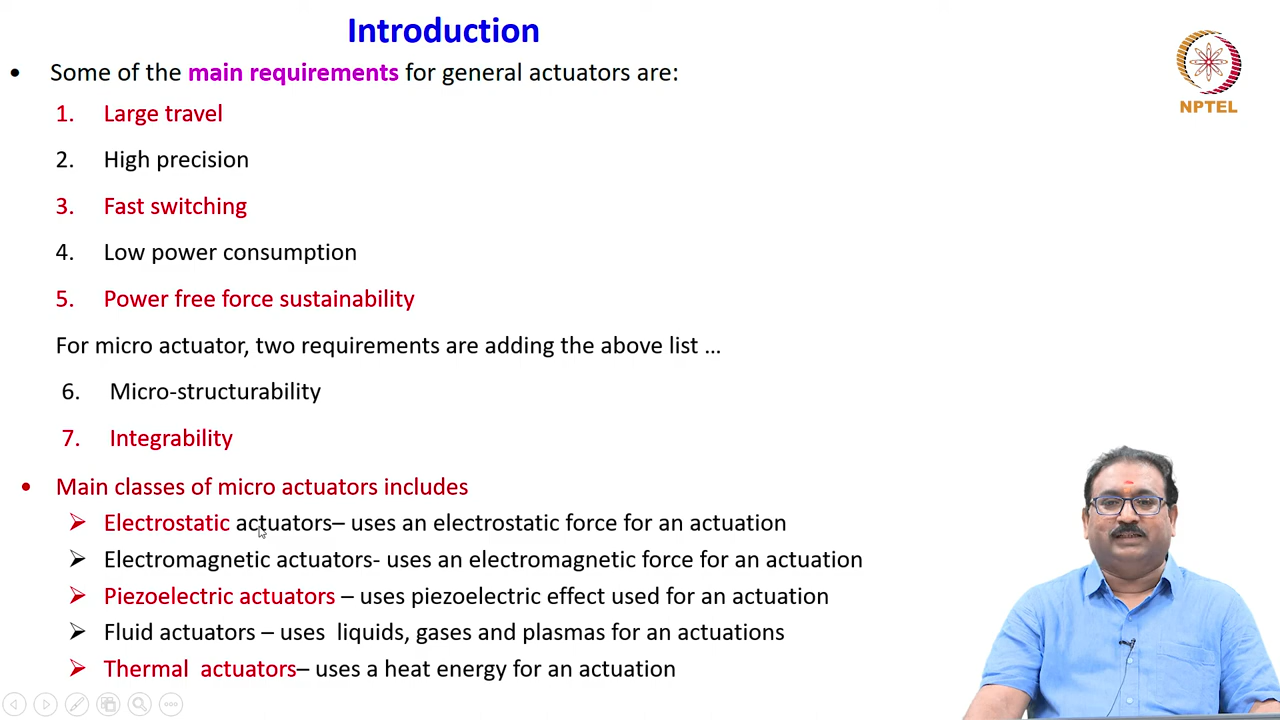 Introduction
• Some of the main requirements for general actuators are:
1. Large travel
2. High precision
3. Fast switching
4. Low power consumption
5. Power free force sustainability
For micro actuator, two requirements are adding the above list ...
6. Micro-structurability
7. Integrability
• Main classes of micro actuators includes
➢ Electrostatic actuators– uses an electrostatic force for an actuation
➢ Electromagnetic actuators- uses an electromagnetic force for an actuation
➢ Piezoelectric actuators – uses piezoelectric effect used for an actuation
➢ Fluid actuators – uses liquids, gases and plasmas for an actuations
➢ Thermal actuators– uses a heat energy for an actuation
NPTEL